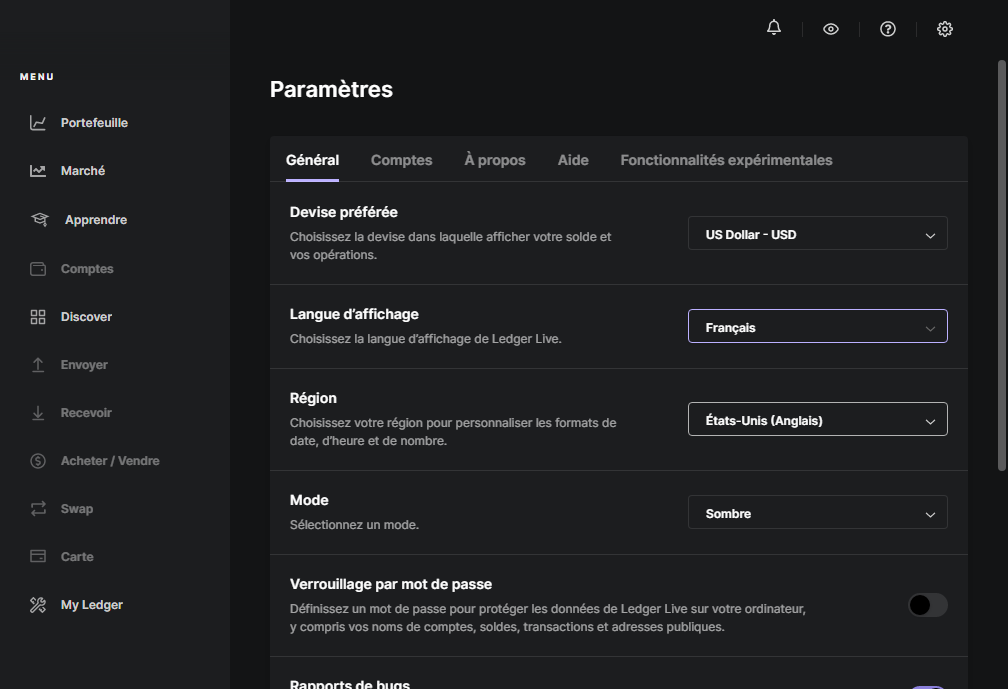 MENU
Portefeuille
Marché
Apprendre
Comptes
Discover
Envoyer
Recevoir
Acheter / Vendre
Swap
Carte
My Ledger
Paramètres
Général
Comptes
À propos
Aide
Fonctionnalités expérimentales
Devise préférée
Choisissez la devise dans laquelle afficher votre solde et
vos opérations.
US Dollar - USD
Langue d’affichage
Choisissez la langue d’affichage de Ledger Live.
Français
Région
Choisissez votre région pour personnaliser les formats de
date, d’heure et de nombre.
États-Unis (Anglais)
Mode
Sélectionnez un mode.
Sombre
Verrouillage par mot de passe
Définissez un mot de passe pour protéger les données de Ledger Live sur votre ordinateur,
y compris vos noms de comptes, soldes, transactions et adresses publiques.
Rapports de bugs